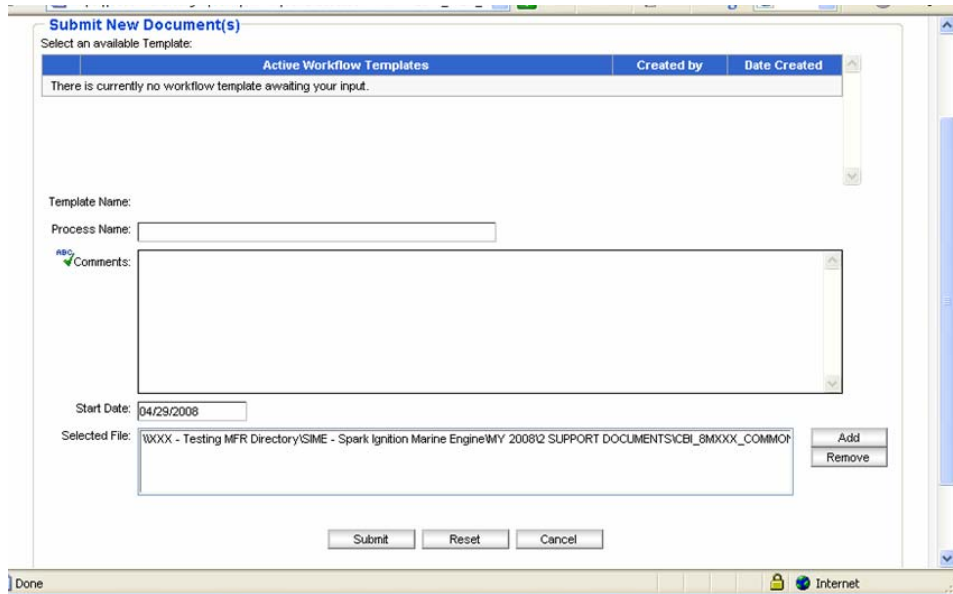 Submit New Document(s)
Select an available Template:
Active Workflow Templates Created by Date Created
There is currently no workflow template awaiting your input.
Template Name:
Process Name:
ABC
Comments:
Start Date: 04/29/2008
Selected File: \\XXX - Testing MFR Directory\SIME - Spark Ignition Marine Engine\MY 2008\2 SUPPORT DOCUMENTS\CBI_8MXXX_COMMON Add
Remove
Submit Reset Cancel
Done Internet